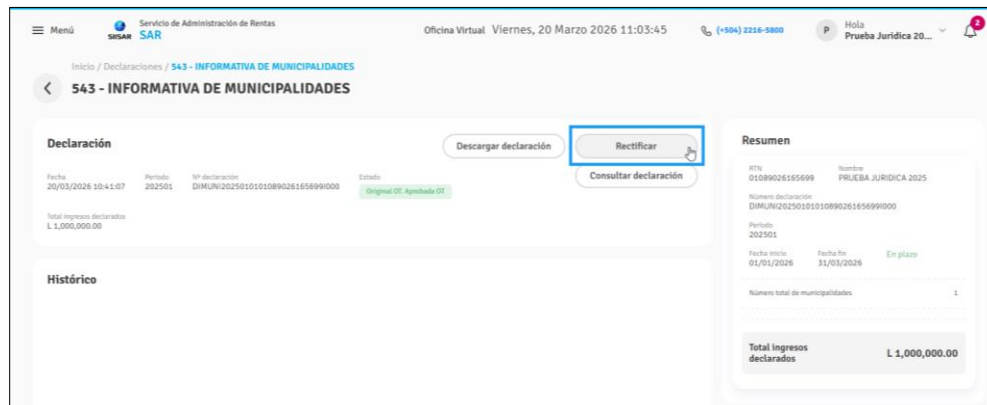 Menú
SIISAR
Servicio de Administración de Rentas
SAR
Oficina Virtual Viernes, 20 Marzo 2026 11:03:45
(+504) 2216-5800
P
Hola
Prueba Juridica 20...
2
Inicio / Declaraciones / 543 - INFORMATIVA DE MUNICIPALIDADES
543 - INFORMATIVA DE MUNICIPALIDADES
Declaración
Descargar declaración
Rectificar
Consultar declaración
Fecha
20/03/2026 10:41:07
Periodo
202501
Nº declaración
DIMUNI20250101010890261656991000
Estado
Original OT. Aprobada OT
Total ingresos declarados
L 1,000,000.00
Histórico
Resumen
RTN
01089026165699
Nombre
PRUEBA JURIDICA 2025
Número declaración
DIMUNI20250101010890261656991000
Periodo
202501
Fecha inicio
01/01/2026
Fecha fin
31/03/2026
En plazo
Número total de municipalidades 1
Total ingresos
declarados
L 1,000,000.00